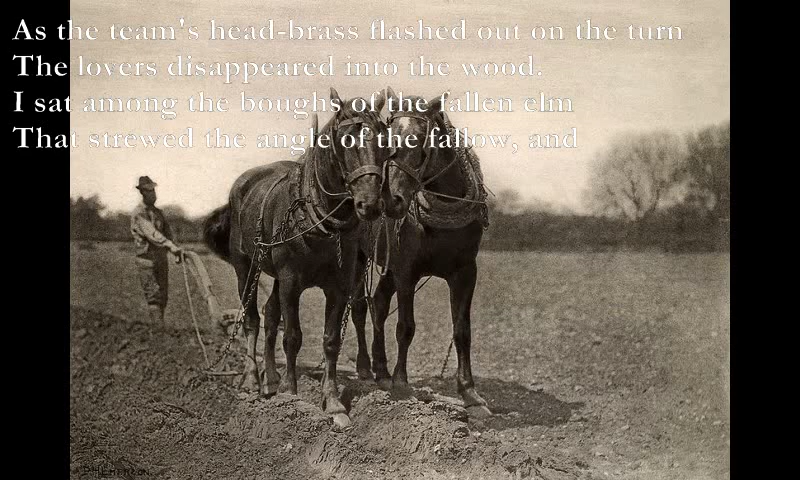 As the team's head-brass flashed out on the turn
The lovers disappeared into the wood.
I sat among the boughs of the fallen elm
That strewed the angle of the fallow, and